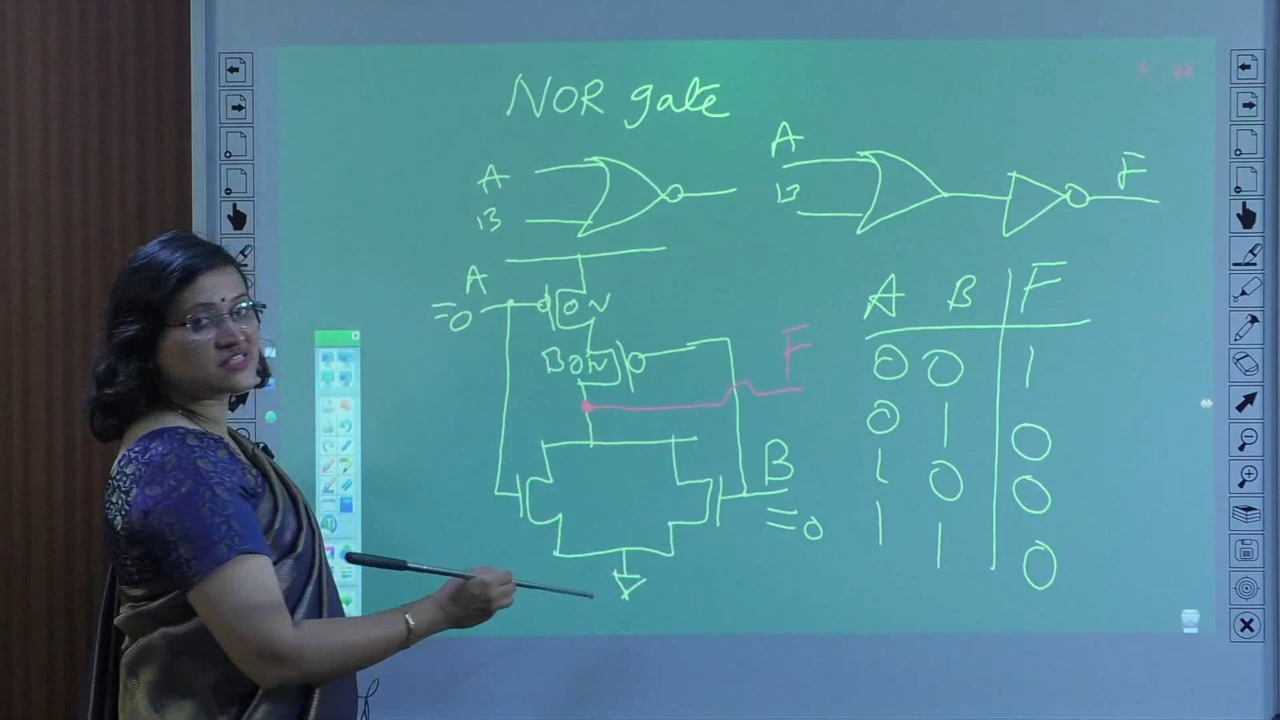 NOR gate
A
B
A
B
F
A
=0
ON
B ON
F
B
=0
A B F
0 0 1
0 1 0
1 0 0
1 1 0